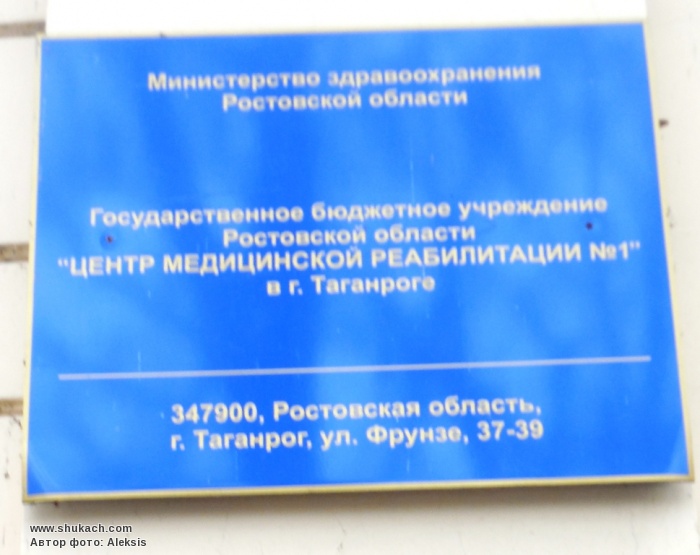 Министерство здравоохранения
Ростовской области
Государственное бюджетное учреждение
Ростовской области
"ЦЕНТР МЕДИЦИНСКОЙ РЕАБИЛИТАЦИИ №1"
в г. Таганроге
347900, Ростовская область,
г. Таганрог, ул. Фрунзе, 37-39
www.shukach.com
Автор фото: Aleksis